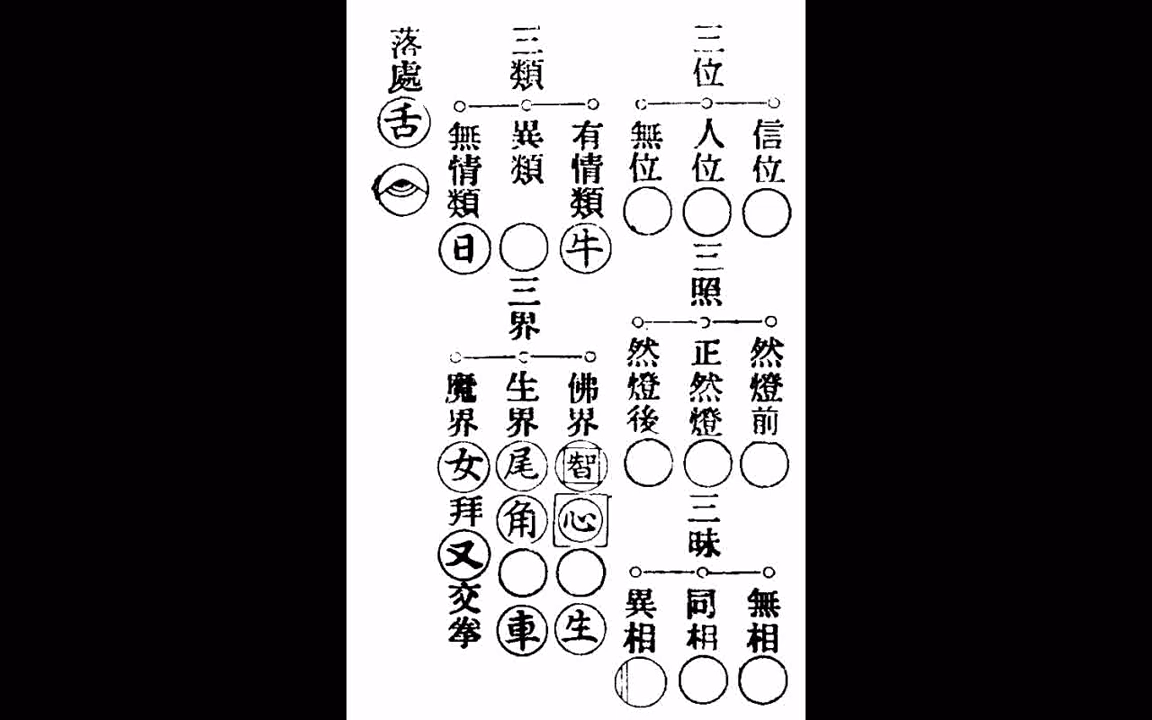 三位
信位
人位
無位
三照
然燈前
正然燈
然燈後
三昧
無相
同相
異相
三類
有情類 牛
異類
無情類 日
三界
佛界 智 心 生
生界 尾 角 車
魔界 女 拜 又 交拳
落處 舌